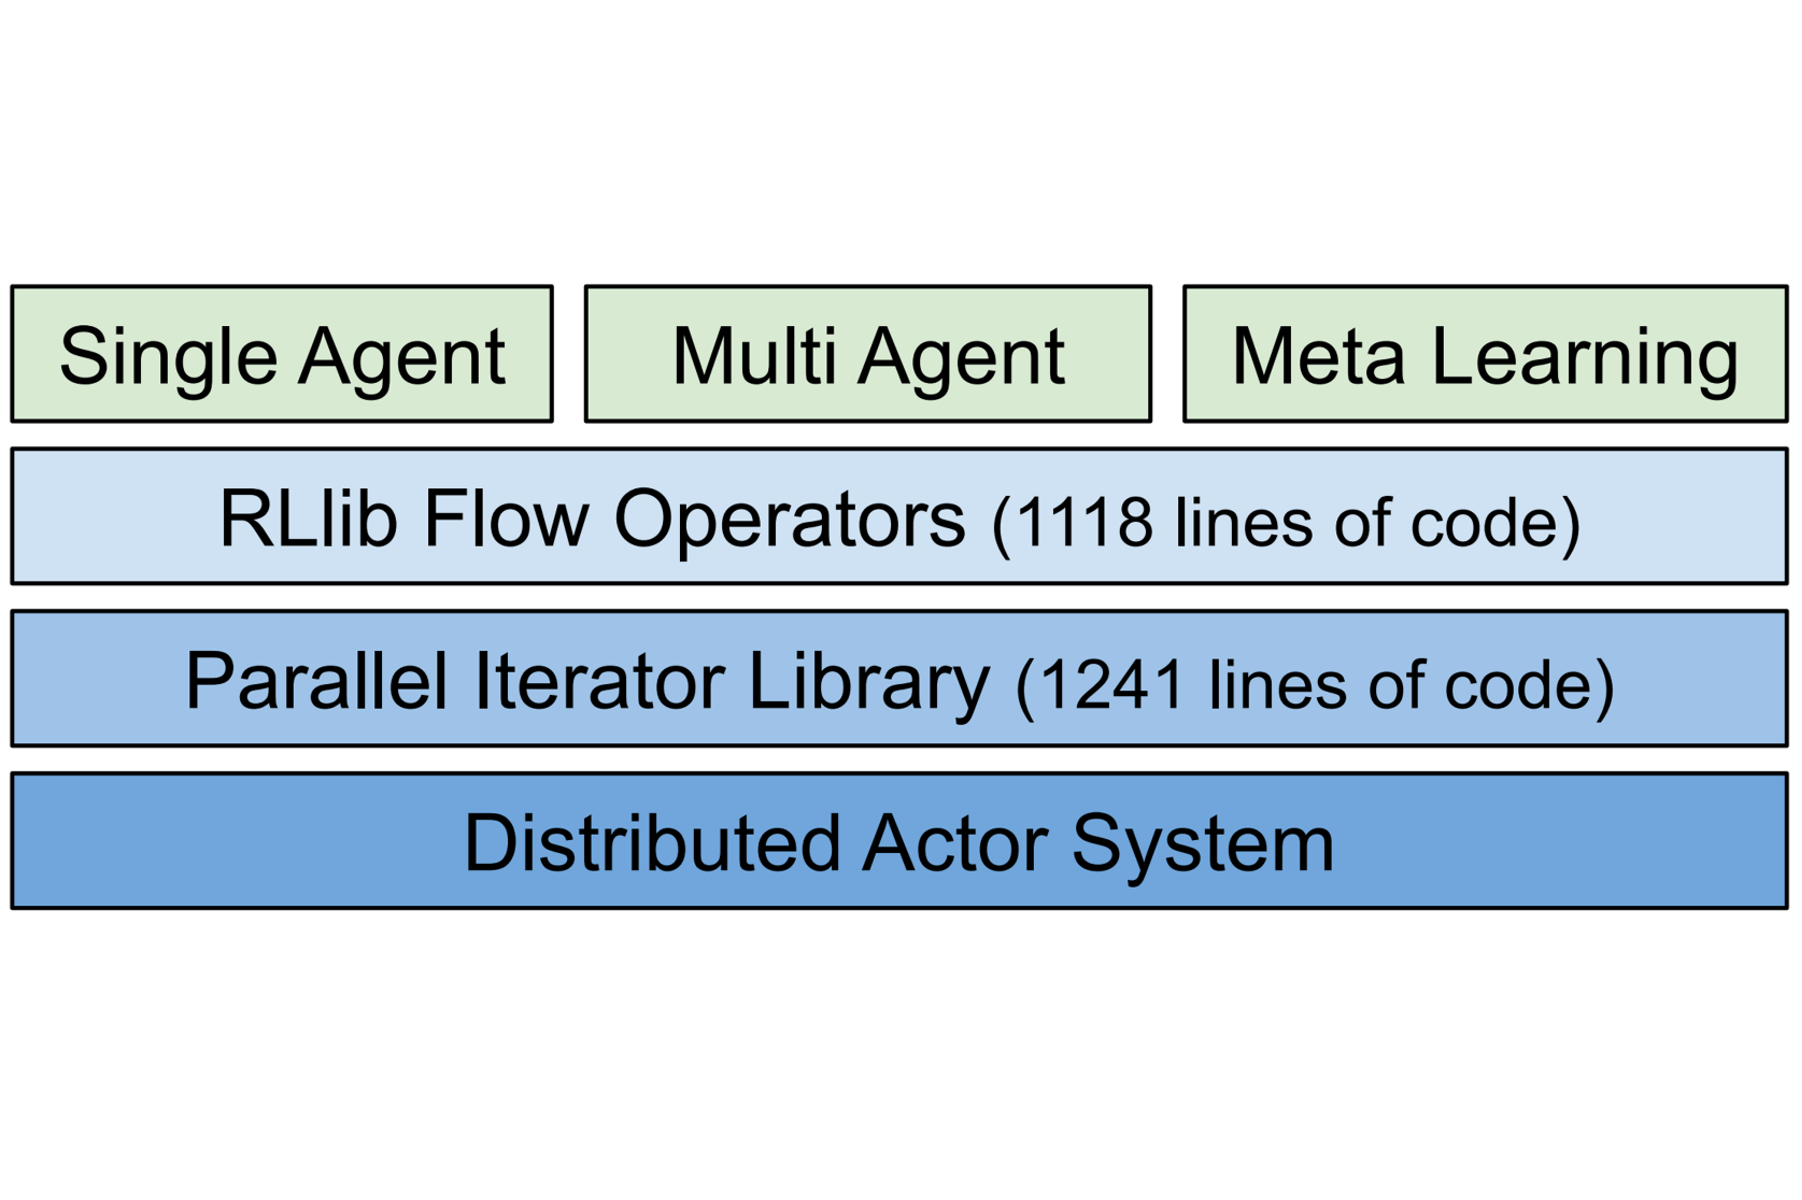 Single Agent
Multi Agent
Meta Learning
RLlib Flow Operators (1118 lines of code)
Parallel Iterator Library (1241 lines of code)
Distributed Actor System